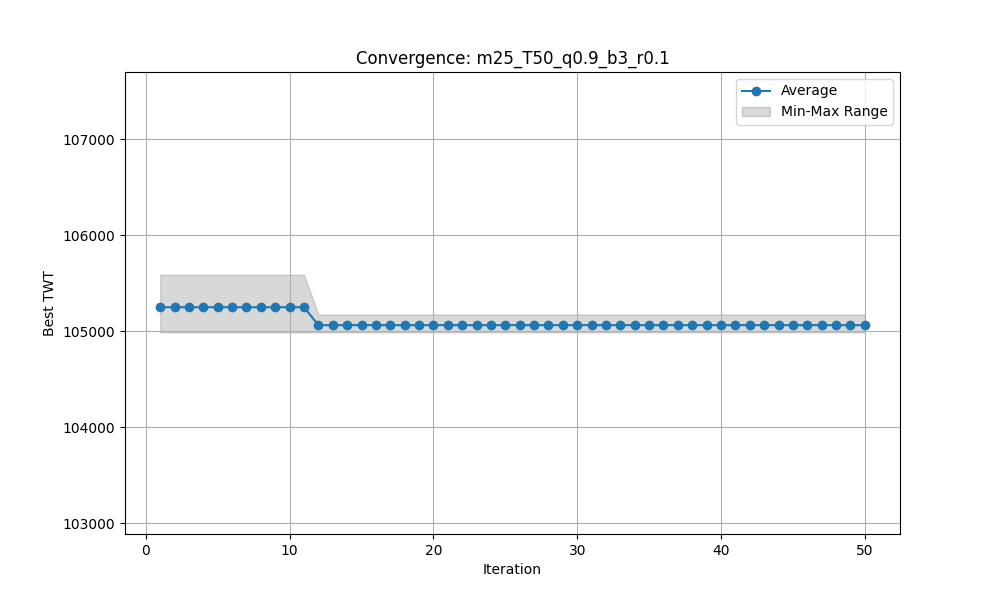 Convergence: m25_T50_q0.9_b3_r0.1
Average
Min-Max Range
107000
106000
105000
104000
103000
Best TWT
0 10 20 30 40 50
Iteration